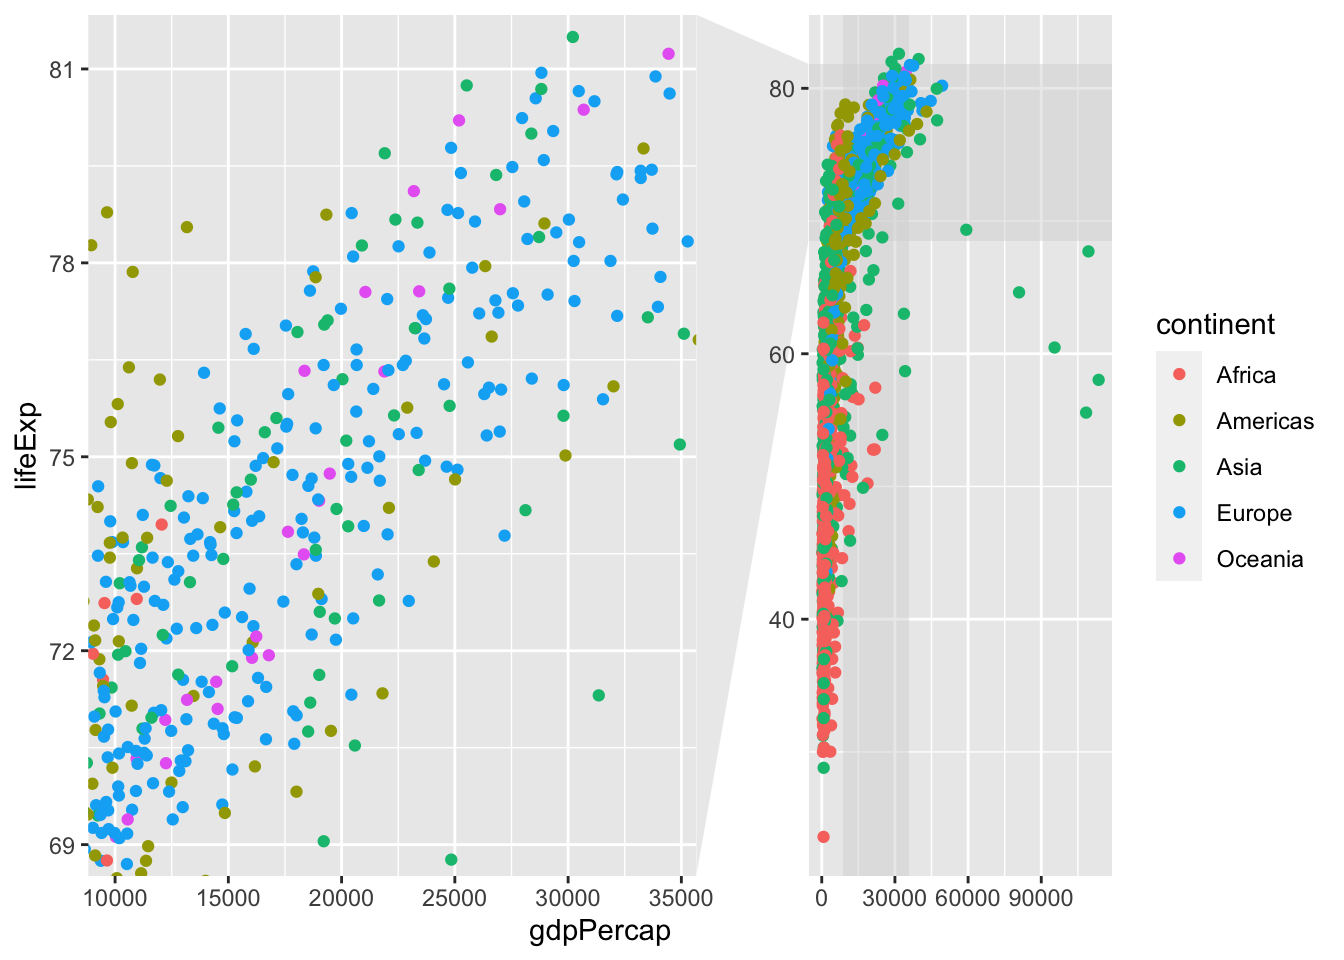 lifeExp
81
78
75
72
69
10000 15000 20000 25000 30000 35000
80
60
40
0 30000 60000 90000
gdpPercap
continent
Africa
Americas
Asia
Europe
Oceania